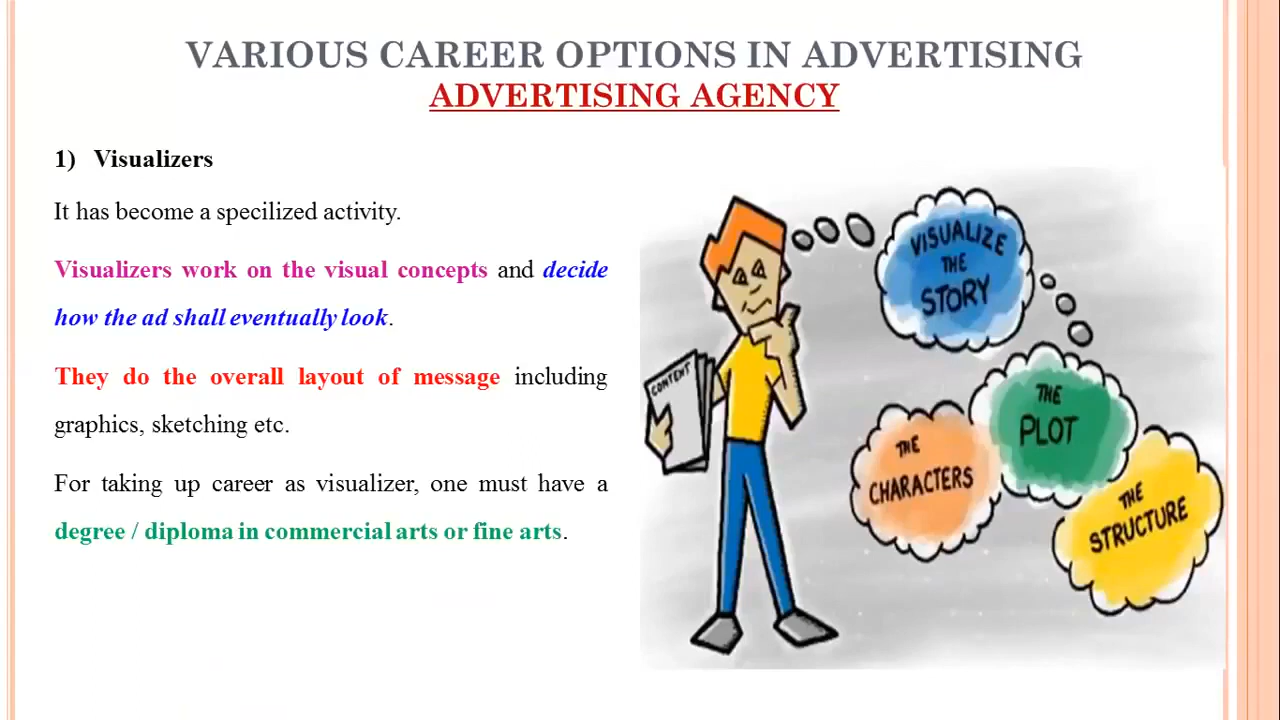 VARIOUS CAREER OPTIONS IN ADVERTISING
ADVERTISING AGENCY
1) Visualizers
It has become a specilized activity.
Visualizers work on the visual concepts and decide
how the ad shall eventually look.
They do the overall layout of message including
graphics, sketching etc.
For taking up career as visualizer, one must have a
degree / diploma in commercial arts or fine arts.
VISUALIZE
THE
STORY
CONTENT
THE
PLOT
THE
CHARACTERS
THE
STRUCTURE